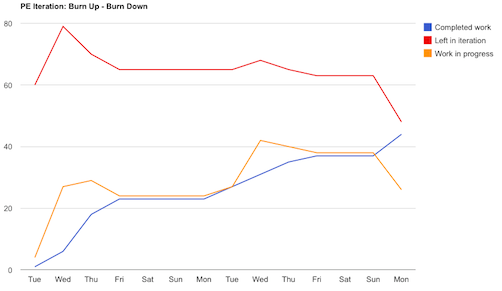 PE Iteration: Burn Up - Burn Down
80
60
40
20
0
Tue Wed Thu Fri Sat Sun Mon Tue Wed Thu Fri Sat Sun Mon
Completed work
Left in iteration
Work in progress